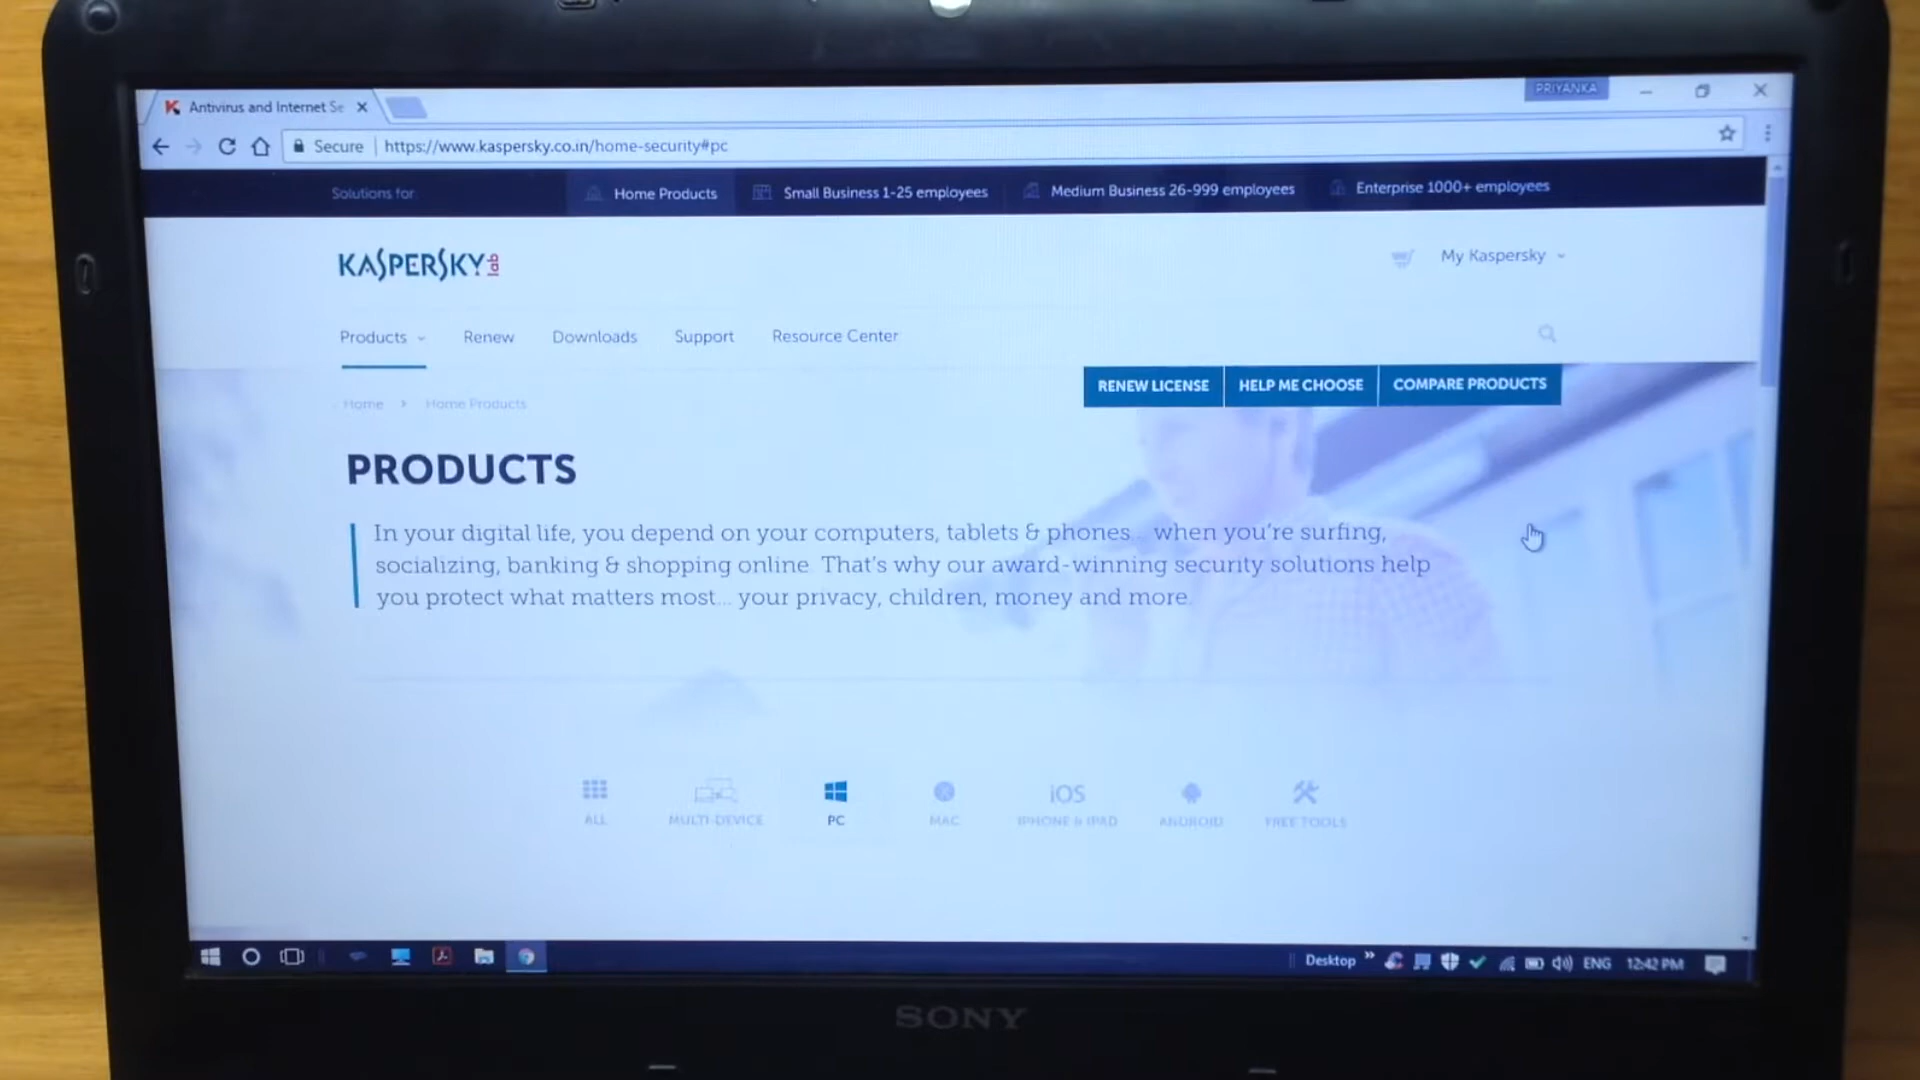 PRIYANKA
Antivirus and Internet Se
Secure https://www.kaspersky.co.in/home-security#pc
Solutions for Home Products Small Business 1-25 employees Medium Business 26-999 employees Enterprise 1000+ employees
KASPERSKY lab
My Kaspersky
Products Renew Downloads Support Resource Center
RENEW LICENSE HELP ME CHOOSE COMPARE PRODUCTS
Home > Home Products
PRODUCTS
In your digital life, you depend on your computers, tablets & phones... when you're surfing,
socializing, banking & shopping online. That's why our award-winning security solutions help
you protect what matters most... your privacy, children, money and more.
iOS
ALL MULTI-DEVICE PC MAC IPHONE & IPAD ANDROID FREE TOOLS
Desktop » ENG 12:42 PM
SONY